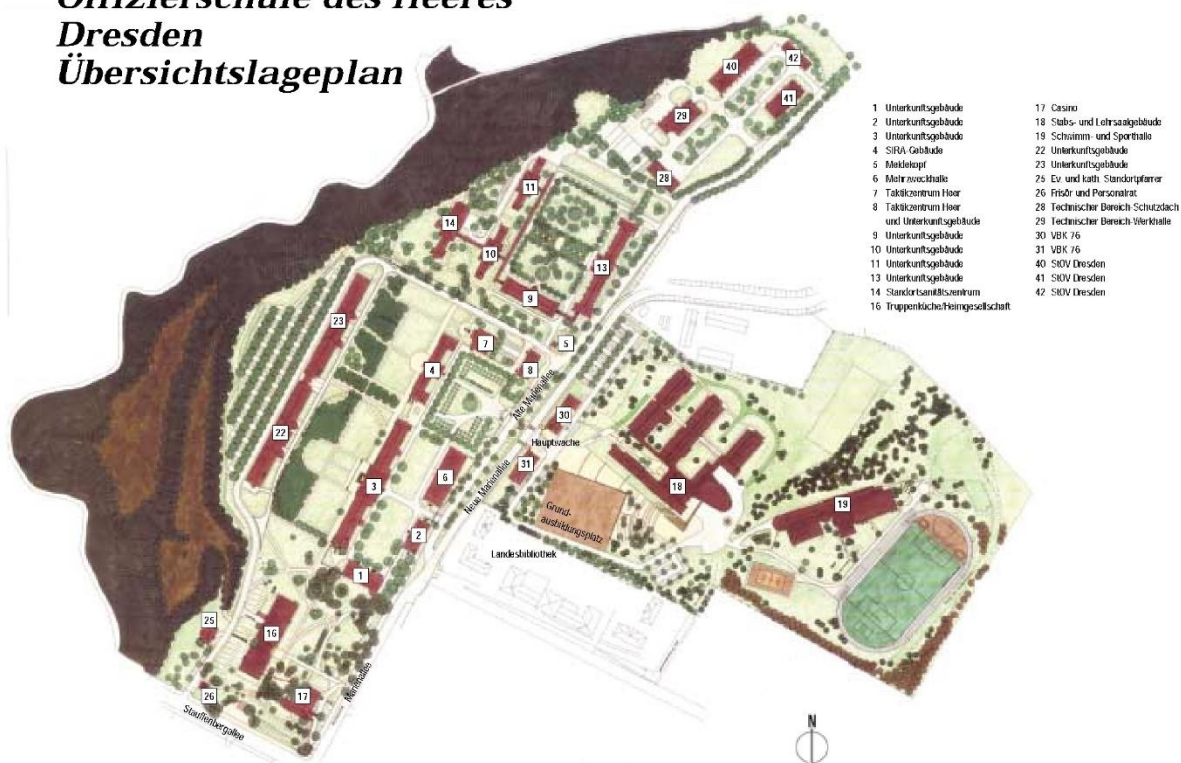 Offizierschule des Heeres
Dresden
Übersichtslageplan
1 Unterkunftsgebäude
2 Unterkunftsgebäude
3 Unterkunftsgebäude
4 SIRA-Gebäude
5 Meldekopf
6 Mehrzweckhalle
7 Taktikzentrum Heer
8 Taktikzentrum Heer
und Unterkunftsgebäude
9 Unterkunftsgebäude
10 Unterkunftsgebäude
11 Unterkunftsgebäude
13 Unterkunftsgebäude
14 Standortsanitätszentrum
16 Truppenküche/Heimgesellschaft
17 Casino
18 Stabs- und Lehrsaalgebäude
19 Schwimm- und Sporthalle
22 Unterkunftsgebäude
23 Unterkunftsgebäude
25 Ev. und kath. Standortpfarrer
26 Frisör und Personalrat
28 Technischer Bereich-Schutzdach
29 Technischer Bereich-Werkhalle
30 VBK 76
31 VBK 76
40 StOV Dresden
41 StOV Dresden
42 StOV Dresden
42
40
41
29
28
11
14
10
13
9
23
7
5
4
8
Alte Marienallee
30
Hauptwache
22
31
6
3
Neue Marienallee
18
19
Grund-
ausbildungsplatz
2
Landesbibliothek
1
25
16
Marienallee
26
17
Stauffenbergallee
N